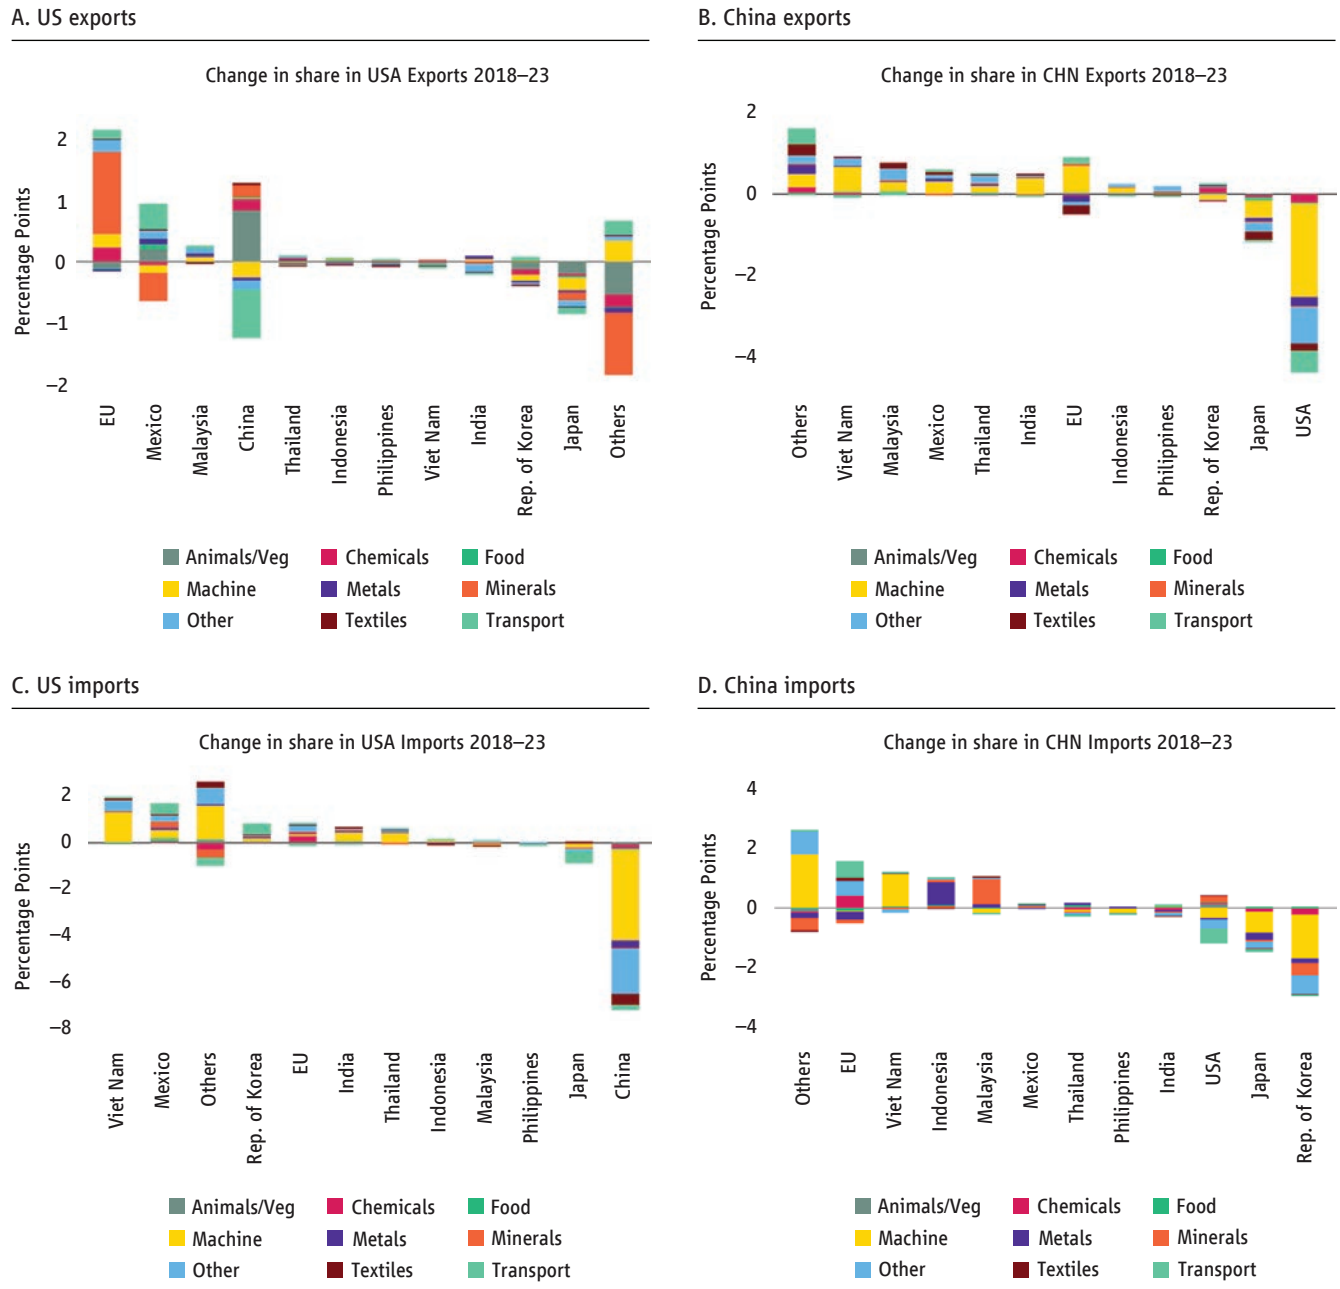 A. US exports
Change in share in USA Exports 2018–23
Percentage Points
2
1
0
–1
–2
EU
Mexico
Malaysia
China
Thailand
Indonesia
Philippines
Viet Nam
India
Rep. of Korea
Japan
Others
Animals/Veg Chemicals Food
Machine Metals Minerals
Other Textiles Transport
B. China exports
Change in share in CHN Exports 2018–23
Percentage Points
2
0
–2
–4
Others
Viet Nam
Malaysia
Mexico
Thailand
India
EU
Indonesia
Philippines
Rep. of Korea
Japan
USA
Animals/Veg Chemicals Food
Machine Metals Minerals
Other Textiles Transport
C. US imports
Change in share in USA Imports 2018–23
Percentage Points
2
0
–2
–4
–6
–8
Viet Nam
Mexico
Others
Rep. of Korea
EU
India
Thailand
Indonesia
Malaysia
Philippines
Japan
China
Animals/Veg Chemicals Food
Machine Metals Minerals
Other Textiles Transport
D. China imports
Change in share in CHN Imports 2018–23
Percentage Points
4
2
0
–2
–4
Others
EU
Viet Nam
Indonesia
Malaysia
Mexico
Thailand
Philippines
India
USA
Japan
Rep. of Korea
Animals/Veg Chemicals Food
Machine Metals Minerals
Other Textiles Transport